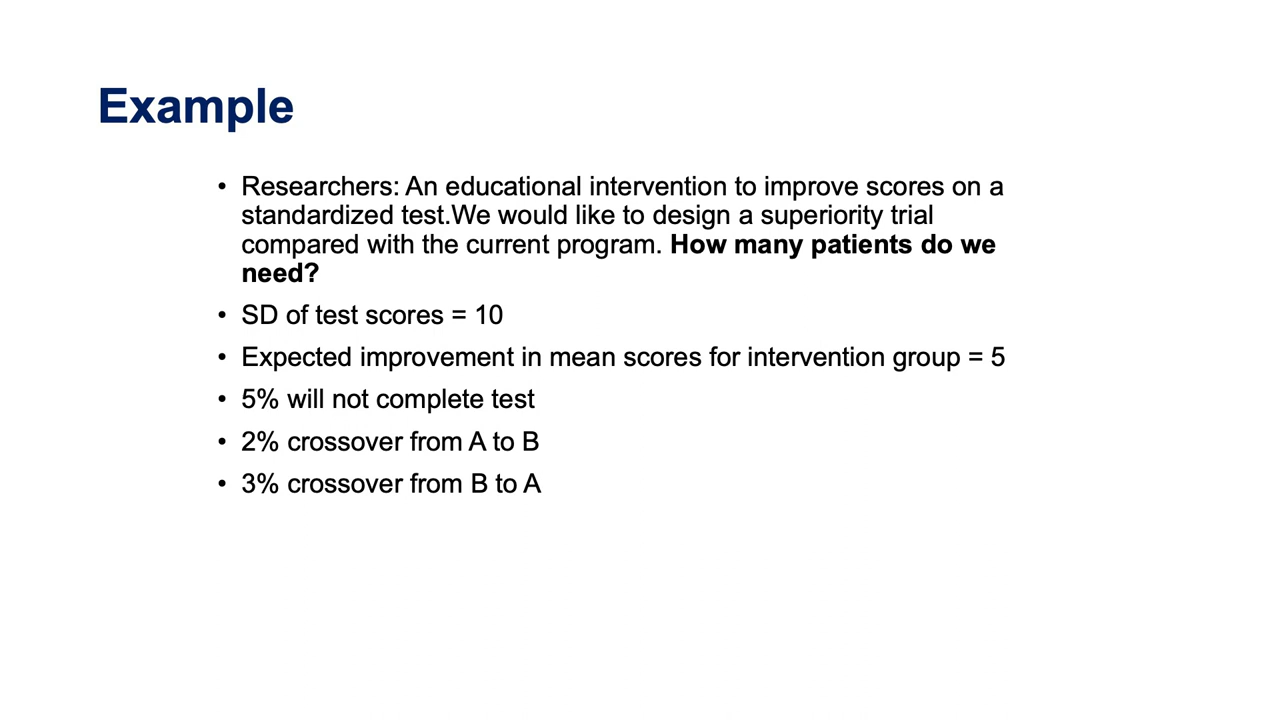 Example
• Researchers: An educational intervention to improve scores on a
standardized test.We would like to design a superiority trial
compared with the current program. How many patients do we
need?
• SD of test scores = 10
• Expected improvement in mean scores for intervention group = 5
• 5% will not complete test
• 2% crossover from A to B
• 3% crossover from B to A